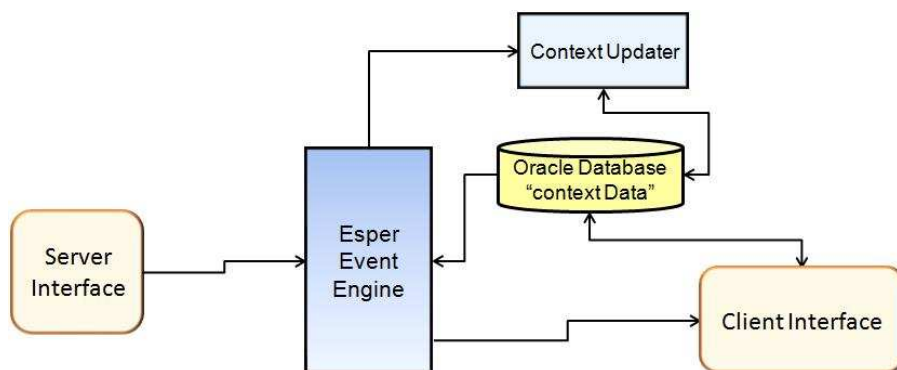 Context Updater
Oracle Database
“context Data”
Esper
Event
Engine
Server
Interface
Client Interface